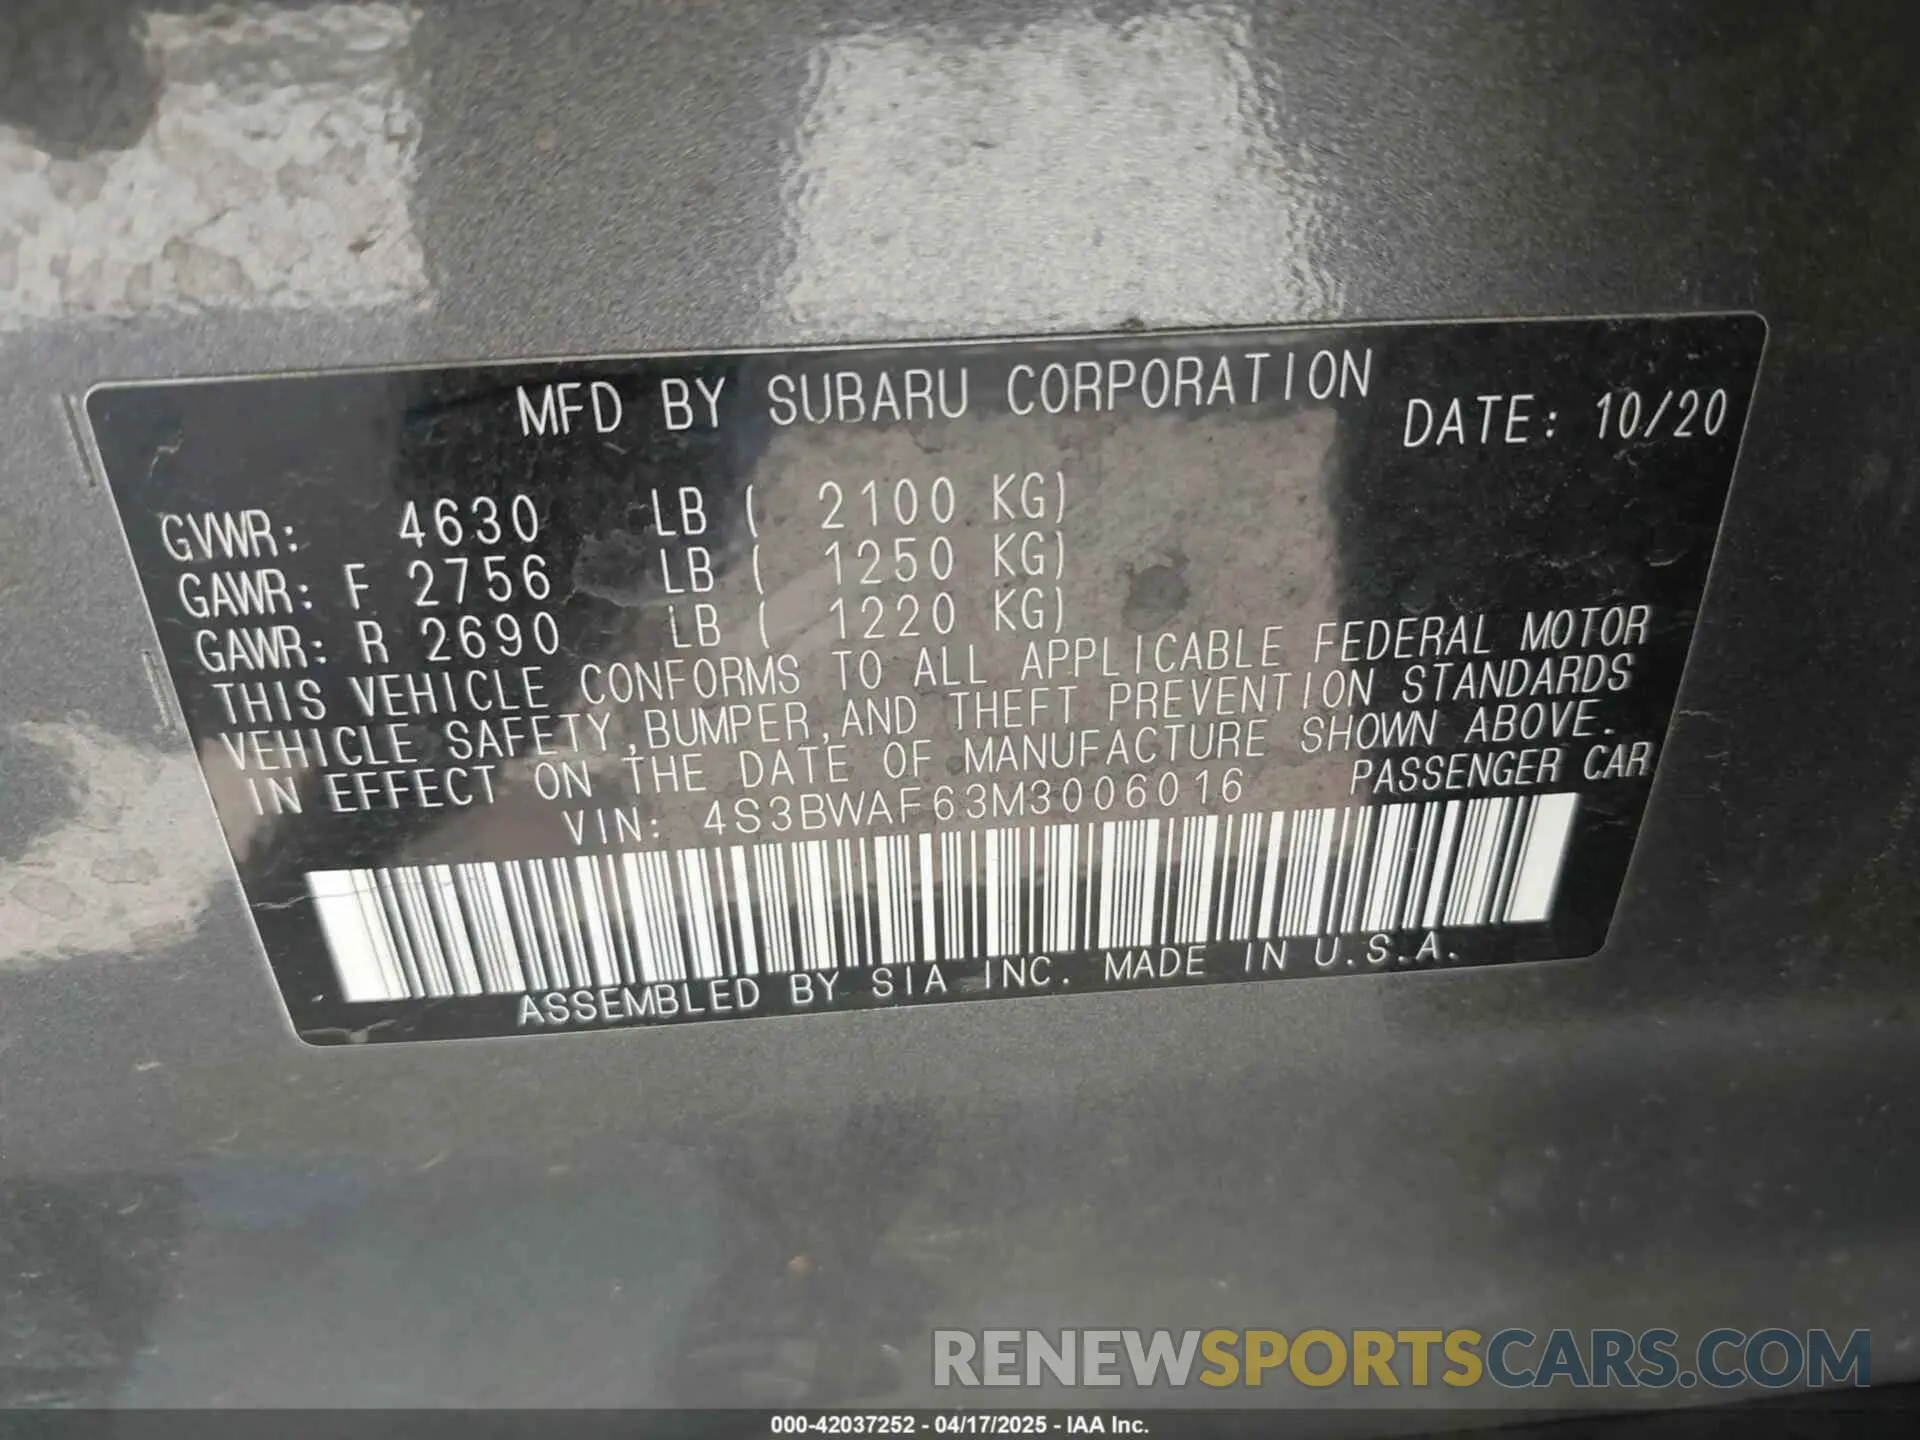 MFD BY SUBARU CORPORATION DATE: 10/20
GVWR: 4630 LB ( 2100 KG)
GAWR: F 2756 LB ( 1250 KG)
GAWR: R 2690 LB ( 1220 KG)
THIS VEHICLE CONFORMS TO ALL APPLICABLE FEDERAL MOTOR
VEHICLE SAFETY,BUMPER,AND THEFT PREVENTION STANDARDS
IN EFFECT ON THE DATE OF MANUFACTURE SHOWN ABOVE.
VIN: 4S3BWAF63M3006016 PASSENGER CAR
ASSEMBLED BY SIA INC. MADE IN U.S.A.
RENEWSPORTSCARS.COM
000-42037252 - 04/17/2025 - IAA Inc.